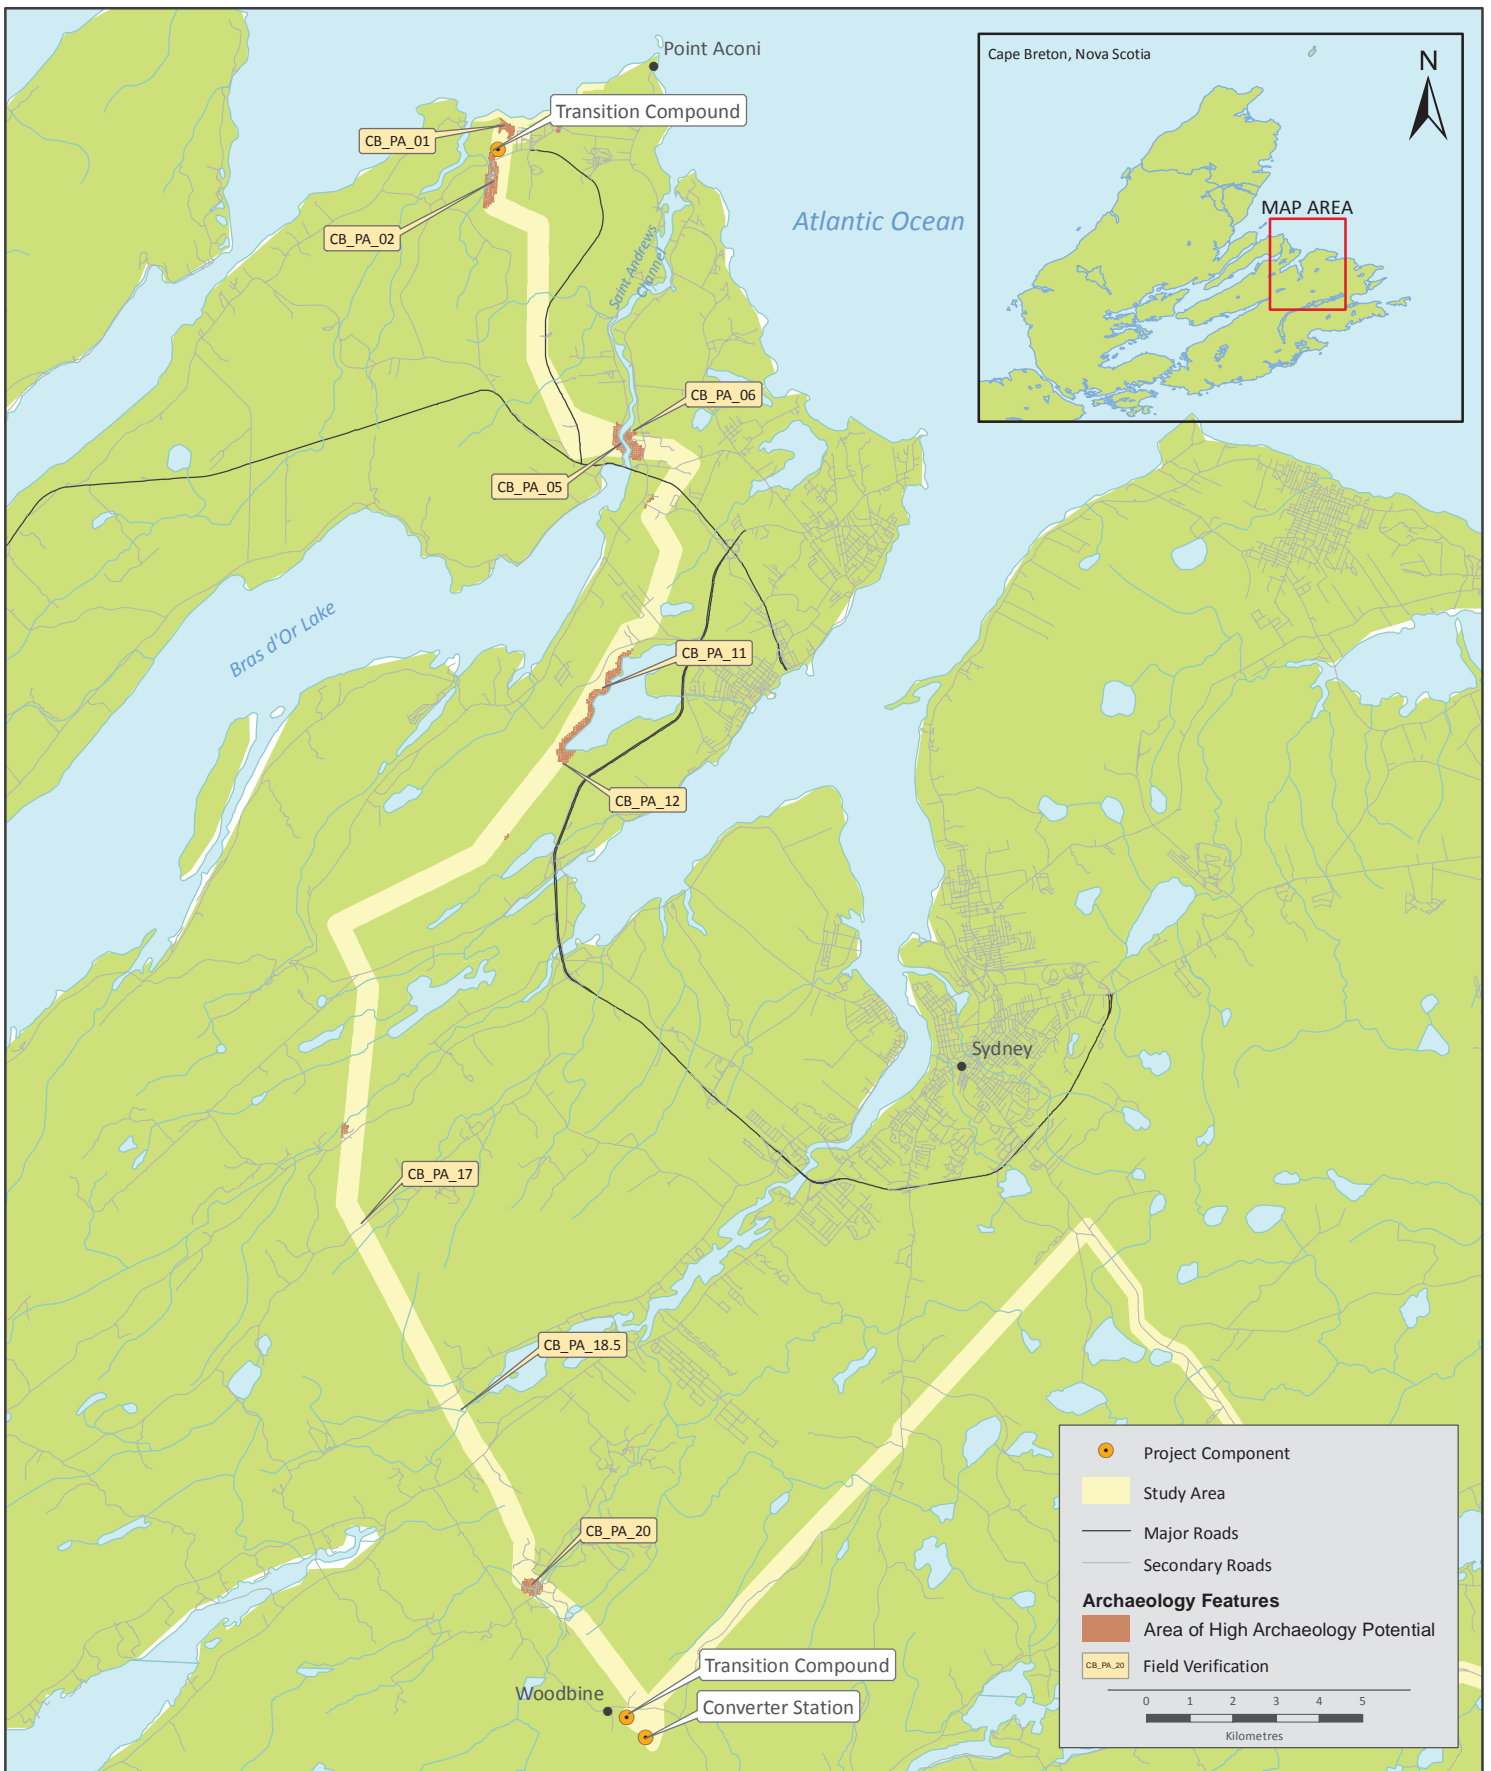 Point Aconi
Cape Breton, Nova Scotia
N
Transition Compound
CB_PA_01
MAP AREA
Atlantic Ocean
CB_PA_02
Saint Andrews
Channel
CB_PA_06
CB_PA_05
Bras d'Or Lake
CB_PA_11
CB_PA_12
Sydney
CB_PA_17
CB_PA_18.5
CB_PA_20
Transition Compound
Woodbine
Converter Station
Project Component
Study Area
Major Roads
Secondary Roads
Archaeology Features
Area of High Archaeology Potential
CB_PA_20 Field Verification
0 1 2 3 4 5
Kilometres